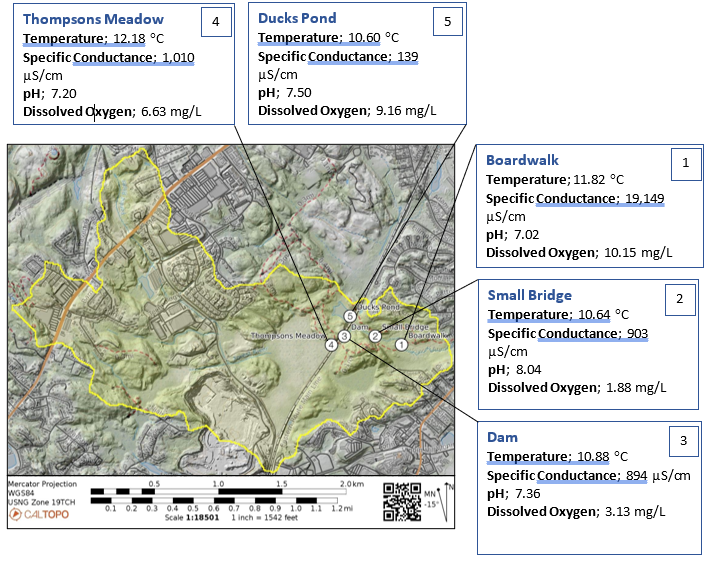 Thompsons Meadow
4
Temperature; 12.18 °C
Specific Conductance; 1,010
µS/cm
pH; 7.20
Dissolved Oxygen; 6.63 mg/L
Ducks Pond
5
Temperature; 10.60 °C
Specific Conductance; 139
µS/cm
pH; 7.50
Dissolved Oxygen; 9.16 mg/L
Boardwalk
1
Temperature; 11.82 °C
Specific Conductance; 19,149
µS/cm
pH; 7.02
Dissolved Oxygen; 10.15 mg/L
Small Bridge
2
Temperature; 10.64 °C
Specific Conductance; 903
µS/cm
pH; 8.04
Dissolved Oxygen; 1.88 mg/L
Dam
3
Temperature; 10.88 °C
Specific Conductance; 894 µS/cm
pH; 7.36
Dissolved Oxygen; 3.13 mg/L
Ducks Pond
5
Dam
Small Bridge
Thompsons Meadow
4
3
2
1
Boardwalk
Mercator Projection
WGS84
USNG Zone 19TCH
CALTOPO
0.5 1.0 1.5 2.0 km
0.1 0.2 0.3 0.4 0.5 0.6 0.7 0.8 0.9 1.0 1.1 1.2 mi
Scale 1:18501 1 inch = 1542 feet
MN
-15°
N